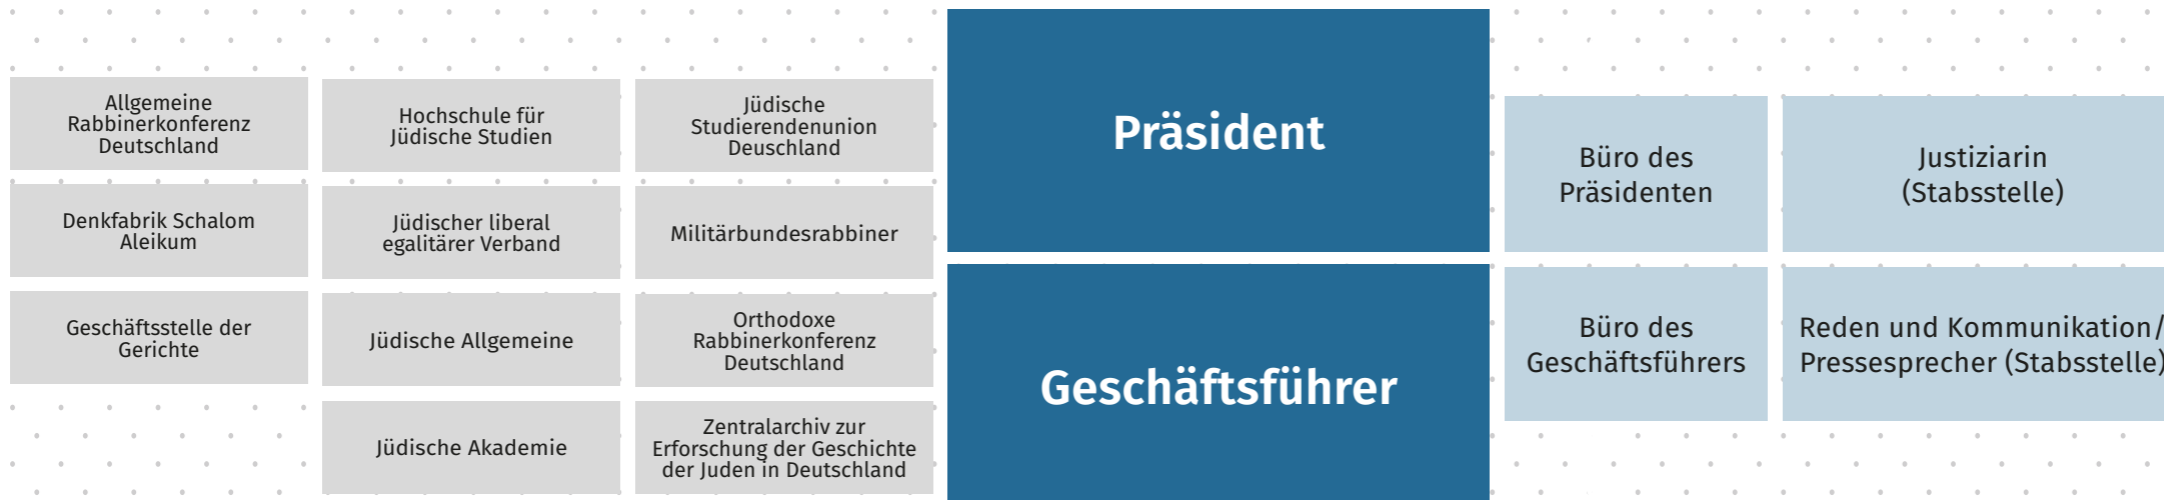 Allgemeine
Rabbinerkonferenz
Deutschland
Denkfabrik Schalom
Aleikum
Geschäftsstelle der
Gerichte
Hochschule für
Jüdische Studien
Jüdischer liberal
egalitärer Verband
Jüdische Allgemeine
Jüdische Akademie
Jüdische
Studierendenunion
Deuschland
Militärbundesrabbiner
Orthodoxe
Rabbinerkonferenz
Deutschland
Zentralarchiv zur
Erforschung der Geschichte
der Juden in Deutschland
Präsident
Geschäftsführer
Büro des
Präsidenten
Justiziarin
(Stabsstelle)
Büro des
Geschäftsführers
Reden und Kommunikation/
Pressesprecher (Stabsstelle)